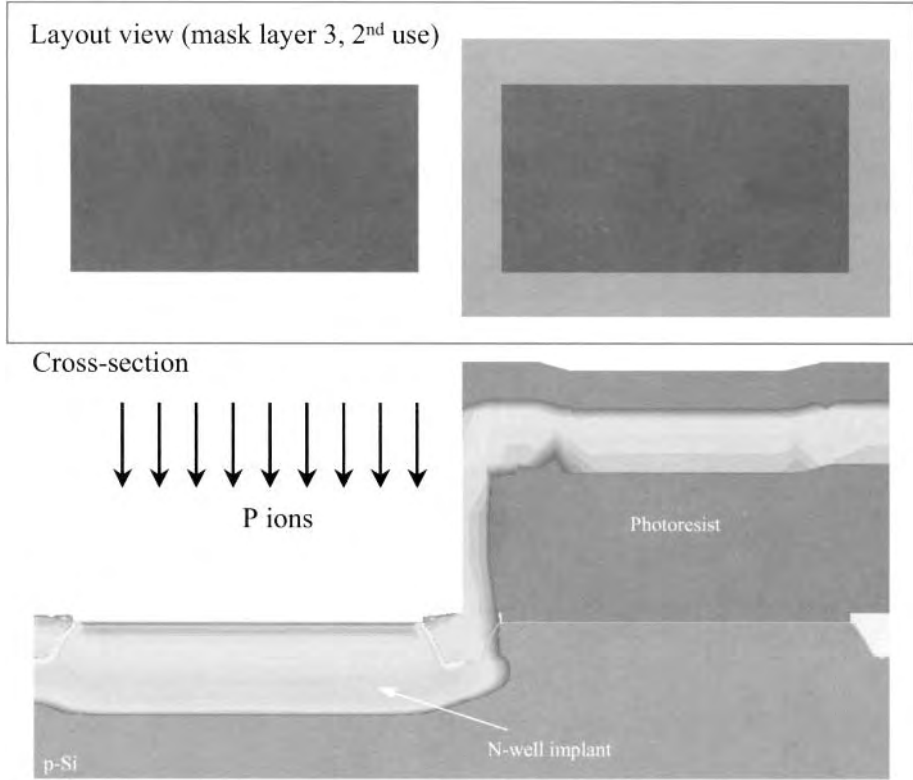 Layout view (mask layer 3, 2nd use)
Cross-section
P ions
Photoresist
N-well implant
p-Si